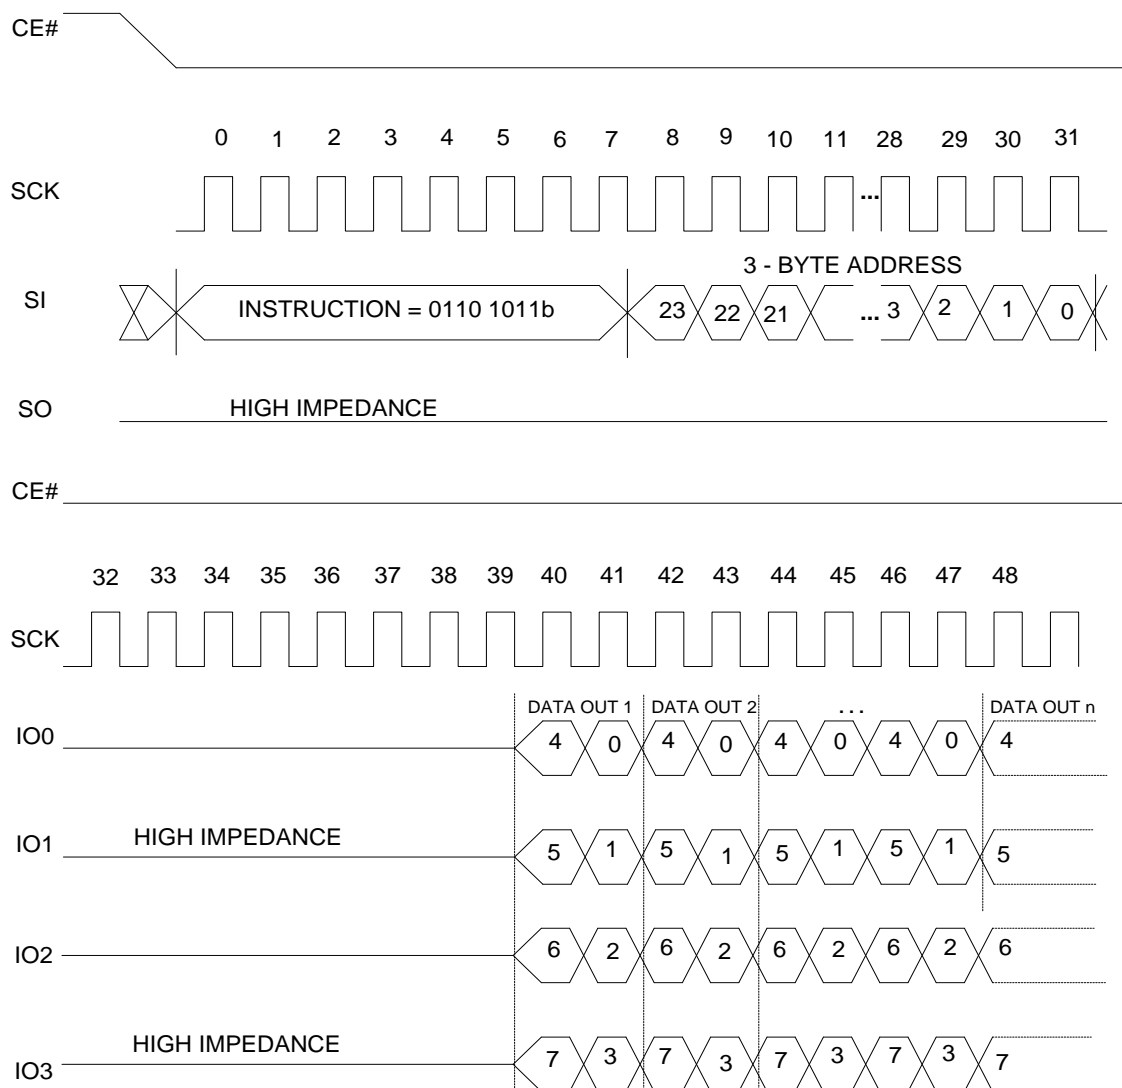 CE#
0 1 2 3 4 5 6 7 8 9 10 11 28 29 30 31
SCK ...
3 - BYTE ADDRESS
SI INSTRUCTION = 0110 1011b 23 22 21 ... 3 2 1 0
SO HIGH IMPEDANCE
CE#
32 33 34 35 36 37 38 39 40 41 42 43 44 45 46 47 48
SCK
DATA OUT 1 DATA OUT 2 ... DATA OUT n
IO0 4 0 4 0 4 0 4 0 4
IO1 HIGH IMPEDANCE 5 1 5 1 5 1 5 1 5
IO2 6 2 6 2 6 2 6 2 6
IO3 HIGH IMPEDANCE 7 3 7 3 7 3 7 3 7